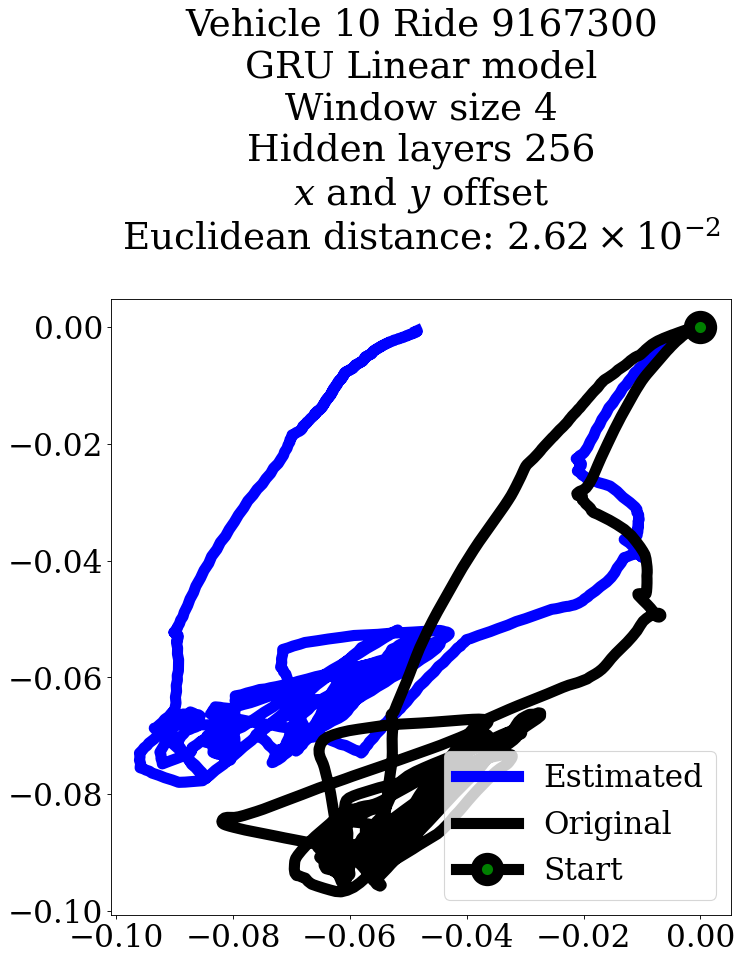 Vehicle 10 Ride 9167300
GRU Linear model
Window size 4
Hidden layers 256
x and y offset
Euclidean distance: 2.62 × 10⁻²
0.00
−0.02
−0.04
−0.06
−0.08
−0.10
Estimated
Original
Start
−0.10 −0.08 −0.06 −0.04 −0.02 0.00